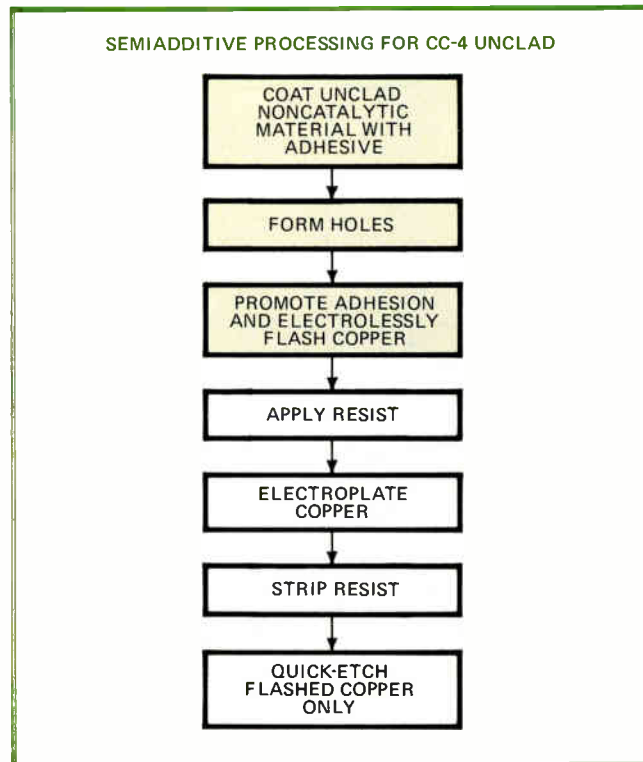 SEMIADDITIVE PROCESSING FOR CC-4 UNCLAD
COAT UNCLAD
NONCATALYTIC
MATERIAL WITH
ADHESIVE
FORM HOLES
PROMOTE ADHESION
AND ELECTROLESSLY
FLASH COPPER
APPLY RESIST
ELECTROPLATE
COPPER
STRIP RESIST
QUICK-ETCH
FLASHED COPPER
ONLY